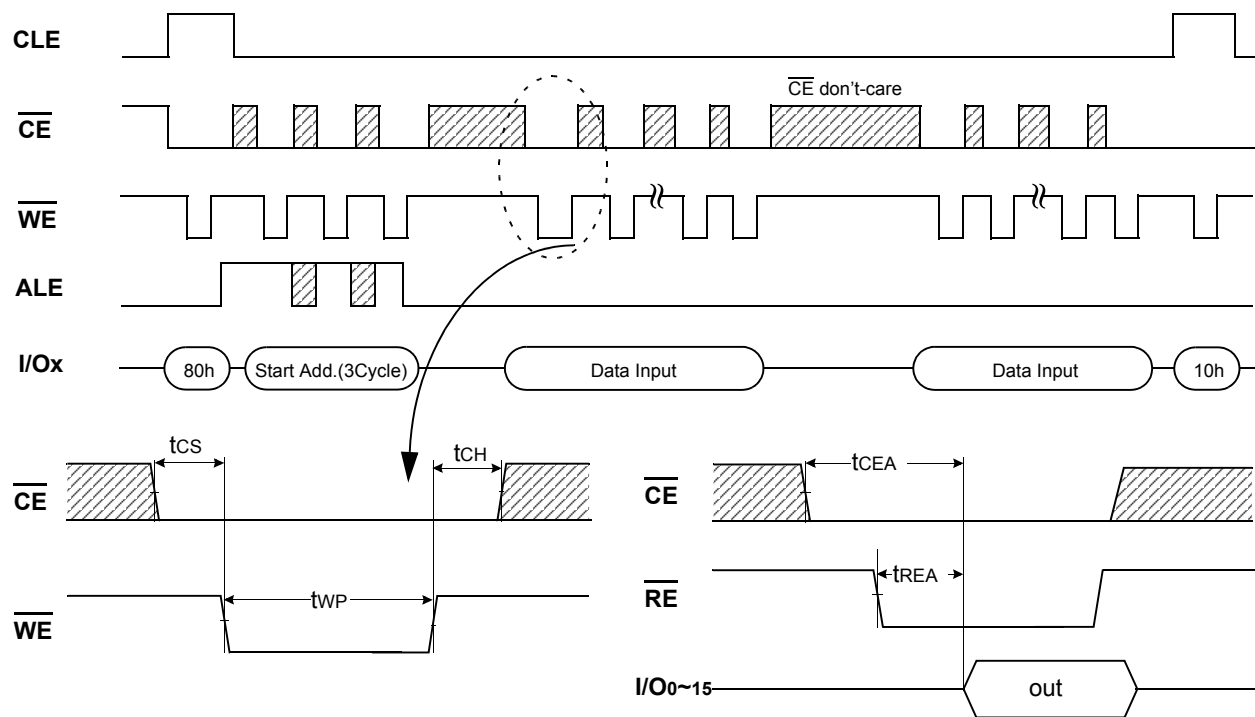 CLE
CE don't-care
CE
WE
ALE
I/Ox
80h
Start Add.(3Cycle)
Data Input
Data Input
10h
tCS
tCH
CE
tWP
WE
tCEA
CE
tREA
RE
I/O0~15
out